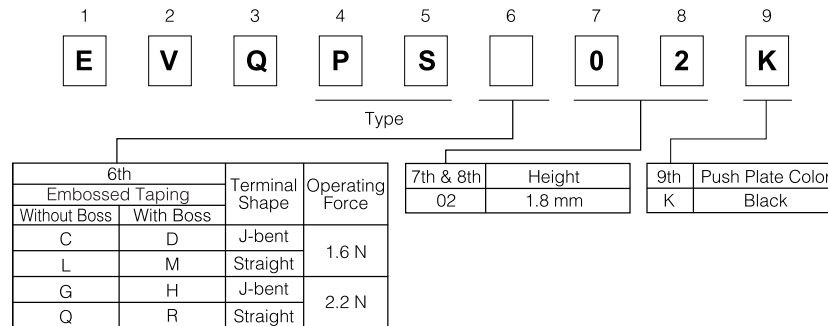 1 2 3 4 5 6 7 8 9
E V Q P S 0 2 K
Type
6th
Embossed Taping
Without Boss With Boss Terminal Shape Operating Force
C D J-bent 1.6 N
L M Straight
G H J-bent 2.2 N
Q R Straight
7th & 8th Height
02 1.8 mm
9th Push Plate Color
K Black